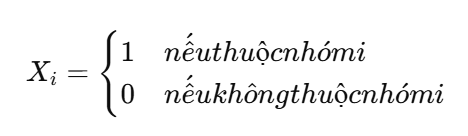 X_i = { 1 nếuthuộcnhómi
0 nếukhôngthuộcnhómi